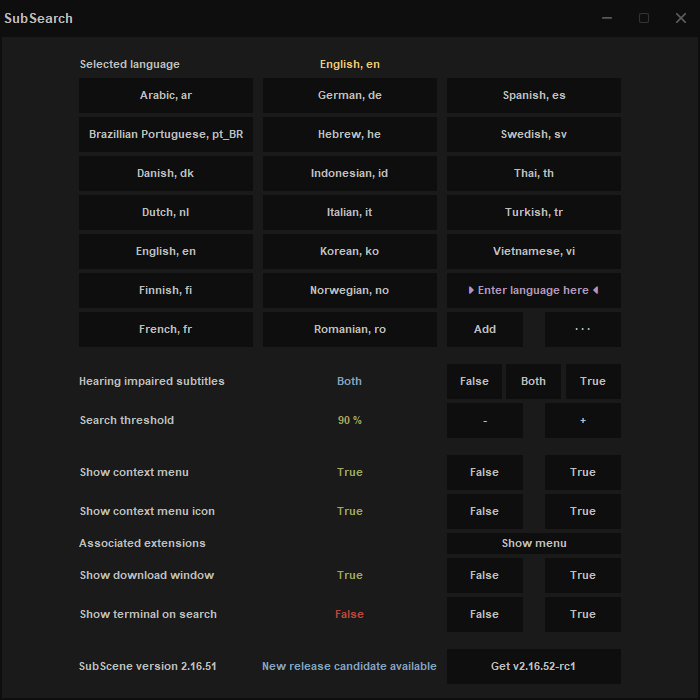 SubSearch
Selected language English, en
Arabic, ar German, de Spanish, es
Brazillian Portuguese, pt_BR Hebrew, he Swedish, sv
Danish, dk Indonesian, id Thai, th
Dutch, nl Italian, it Turkish, tr
English, en Korean, ko Vietnamese, vi
Finnish, fi Norwegian, no Enter language here
French, fr Romanian, ro Add ...
Hearing impaired subtitles Both False Both True
Search threshold 90 % - +
Show context menu True False True
Show context menu icon True False True
Associated extensions Show menu
Show download window True False True
Show terminal on search False False True
SubScene version 2.16.51 New release candidate available Get v2.16.52-rc1